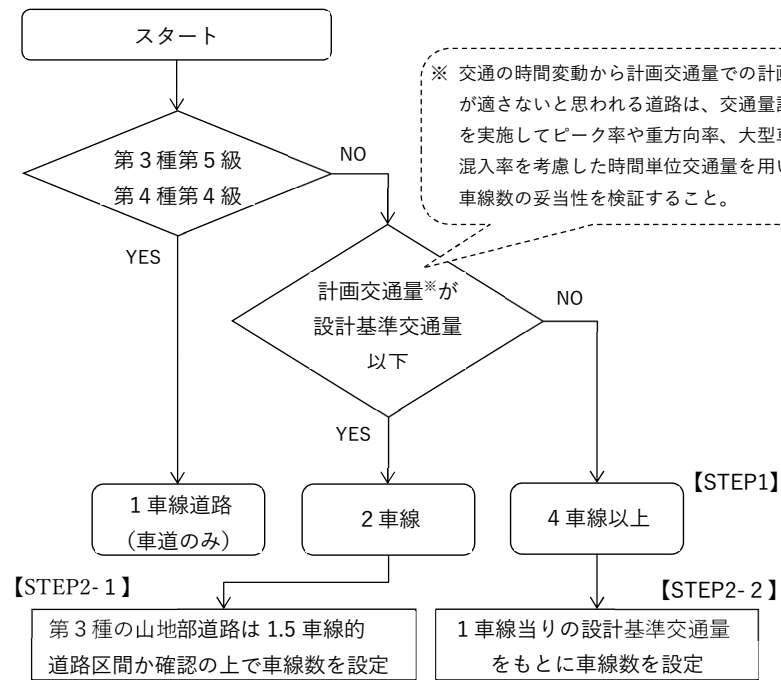 スタート
※ 交通の時間変動から計画交通量での計画
が適さないと思われる道路は、交通量
を実施してピーク率や重方向率、大型
混入率を考慮した時間単位交通量を用
車線数の妥当性を検証すること。
第３種第５級
第４種第４級
NO
YES
計画交通量※が
設計基準交通量
以下
NO
YES
【STEP1】
１車線道路
（車道のみ）
２車線
４車線以上
【STEP2-１】
【STEP2-２】
第３種の山地部道路は 1.5 車線的
道路区間か確認の上で車線数を設定
１車線当りの設計基準交通量
をもとに車線数を設定